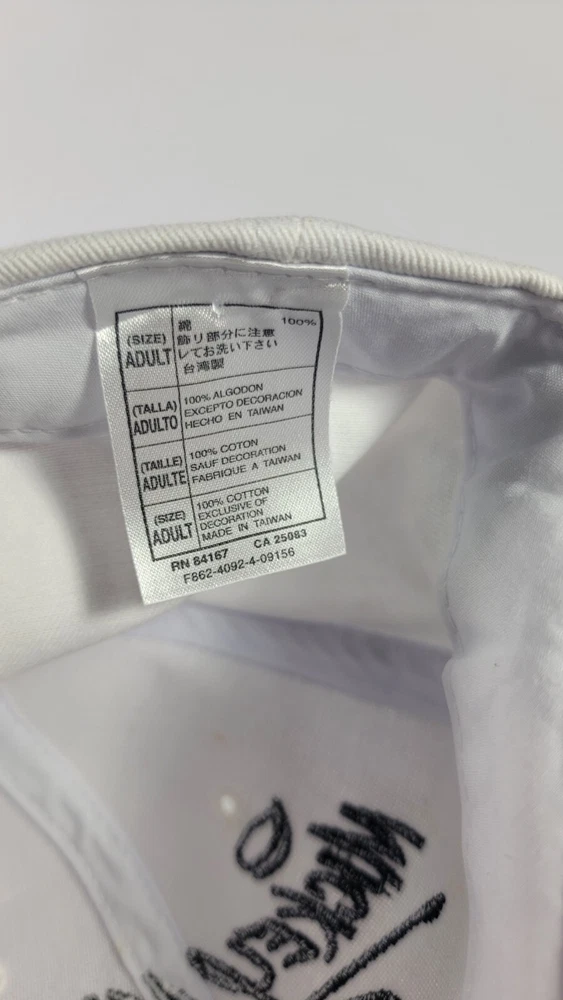 (SIZE)
ADULT
綿 100%
飾リ部分に注意
してお洗い下さい
台湾製
(TALLA)
ADULTO
100% ALGODON
EXCEPTO DECORACION
HECHO EN TAIWAN
(TAILLE)
ADULTE
100% COTON
SAUF DECORATION
FABRIQUE A TAIWAN
(SIZE)
ADULT
100% COTTON
EXCLUSIVE OF
DECORATION
MADE IN TAIWAN
RN 84167 CA 25083
F862-4092-4-09156